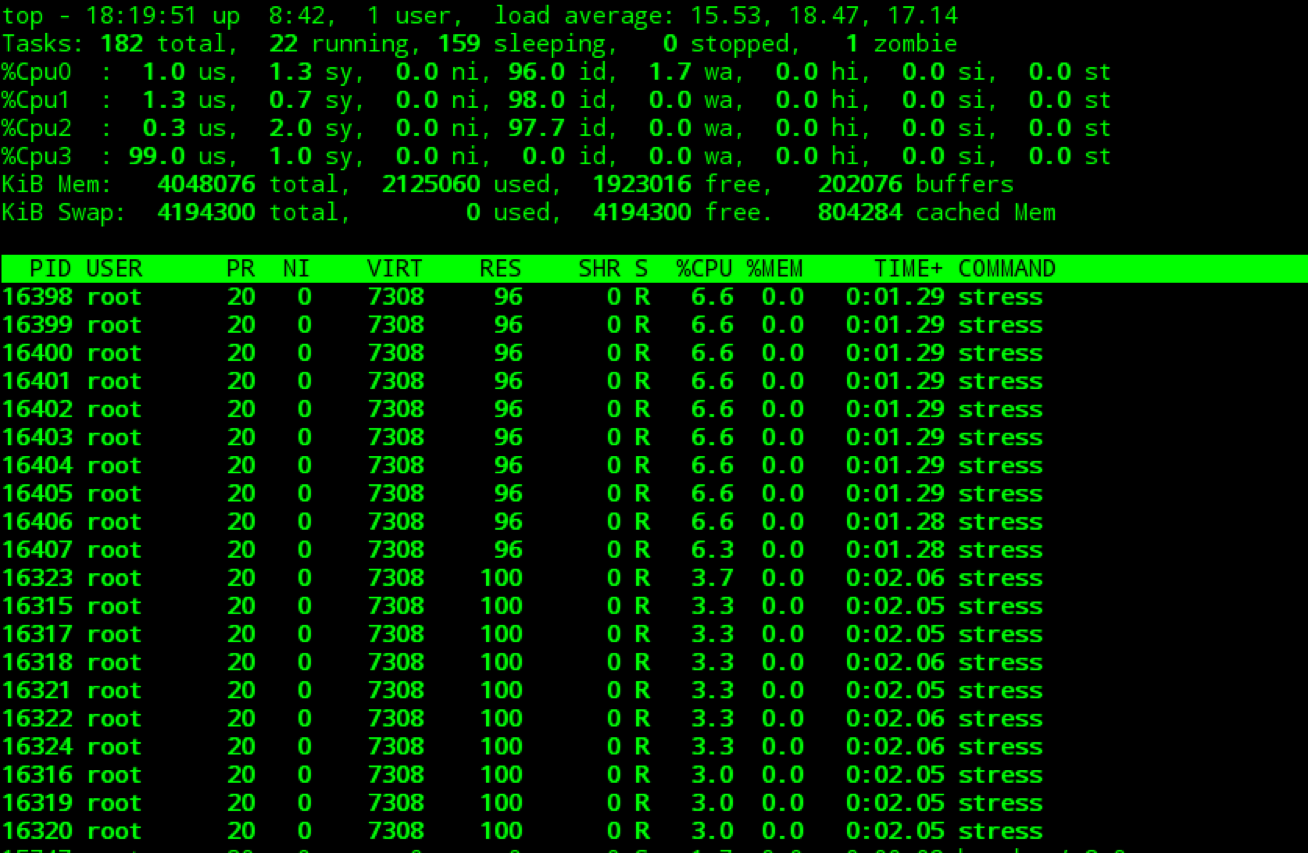 top - 18:19:51 up  8:42,  1 user,  load average: 15.53, 18.47, 17.14
Tasks: 182 total,  22 running, 159 sleeping,   0 stopped,   1 zombie
%Cpu0  :  1.0 us,  1.3 sy,  0.0 ni, 96.0 id,  1.7 wa,  0.0 hi,  0.0 si,  0.0 st
%Cpu1  :  1.3 us,  0.7 sy,  0.0 ni, 98.0 id,  0.0 wa,  0.0 hi,  0.0 si,  0.0 st
%Cpu2  :  0.3 us,  2.0 sy,  0.0 ni, 97.7 id,  0.0 wa,  0.0 hi,  0.0 si,  0.0 st
%Cpu3  : 99.0 us,  1.0 sy,  0.0 ni,  0.0 id,  0.0 wa,  0.0 hi,  0.0 si,  0.0 st
KiB Mem:   4048076 total,  2125060 used,  1923016 free,   202076 buffers
KiB Swap:  4194300 total,        0 used,  4194300 free.   804284 cached Mem
PID USER      PR  NI    VIRT    RES    SHR S  %CPU %MEM     TIME+ COMMAND
16398 root      20   0    7308     96      0 R   6.6  0.0   0:01.29 stress
16399 root      20   0    7308     96      0 R   6.6  0.0   0:01.29 stress
16400 root      20   0    7308     96      0 R   6.6  0.0   0:01.29 stress
16401 root      20   0    7308     96      0 R   6.6  0.0   0:01.29 stress
16402 root      20   0    7308     96      0 R   6.6  0.0   0:01.29 stress
16403 root      20   0    7308     96      0 R   6.6  0.0   0:01.29 stress
16404 root      20   0    7308     96      0 R   6.6  0.0   0:01.29 stress
16405 root      20   0    7308     96      0 R   6.6  0.0   0:01.29 stress
16406 root      20   0    7308     96      0 R   6.6  0.0   0:01.28 stress
16407 root      20   0    7308     96      0 R   6.3  0.0   0:01.28 stress
16323 root      20   0    7308    100      0 R   3.7  0.0   0:02.06 stress
16315 root      20   0    7308    100      0 R   3.3  0.0   0:02.05 stress
16317 root      20   0    7308    100      0 R   3.3  0.0   0:02.05 stress
16318 root      20   0    7308    100      0 R   3.3  0.0   0:02.06 stress
16321 root      20   0    7308    100      0 R   3.3  0.0   0:02.05 stress
16322 root      20   0    7308    100      0 R   3.3  0.0   0:02.06 stress
16324 root      20   0    7308    100      0 R   3.3  0.0   0:02.06 stress
16316 root      20   0    7308    100      0 R   3.0  0.0   0:02.05 stress
16319 root      20   0    7308    100      0 R   3.0  0.0   0:02.05 stress
16320 root      20   0    7308    100      0 R   3.0  0.0   0:02.05 stress